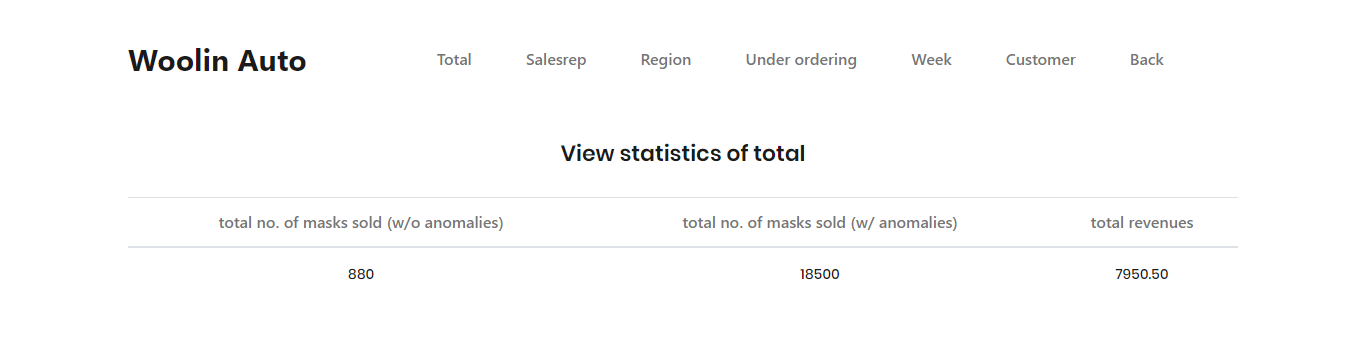 Woolin Auto Total Salesrep Region Under ordering Week Customer Back
View statistics of total
total no. of masks sold (w/o anomalies) total no. of masks sold (w/ anomalies) total revenues
880 18500 7950.50